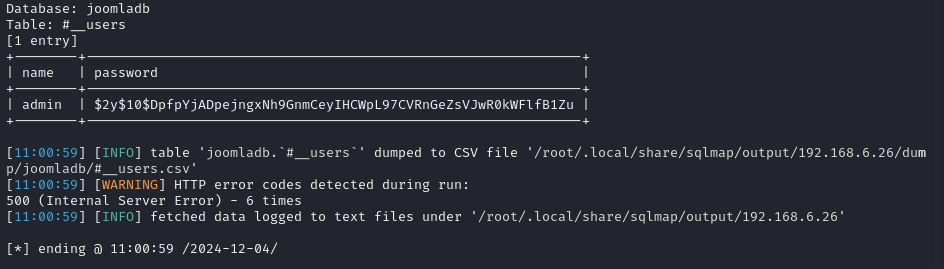 Database: joomladb
Table: #__users
[1 entry]
+--------+--------------------------------------------------------------+
| name   | password                                                     |
+--------+--------------------------------------------------------------+
| admin  | $2y$10$DpfpYjADpejngxNh9GnmCeyIHCWpL97CVRnGeZsVJwR0kWFlfB1Zu |
+--------+--------------------------------------------------------------+
[11:00:59] [INFO] table 'joomladb.`#__users`' dumped to CSV file '/root/.local/share/sqlmap/output/192.168.6.26/dum
p/joomladb/#__users.csv'
[11:00:59] [WARNING] HTTP error codes detected during run:
500 (Internal Server Error) - 6 times
[11:00:59] [INFO] fetched data logged to text files under '/root/.local/share/sqlmap/output/192.168.6.26'
[*] ending @ 11:00:59 /2024-12-04/